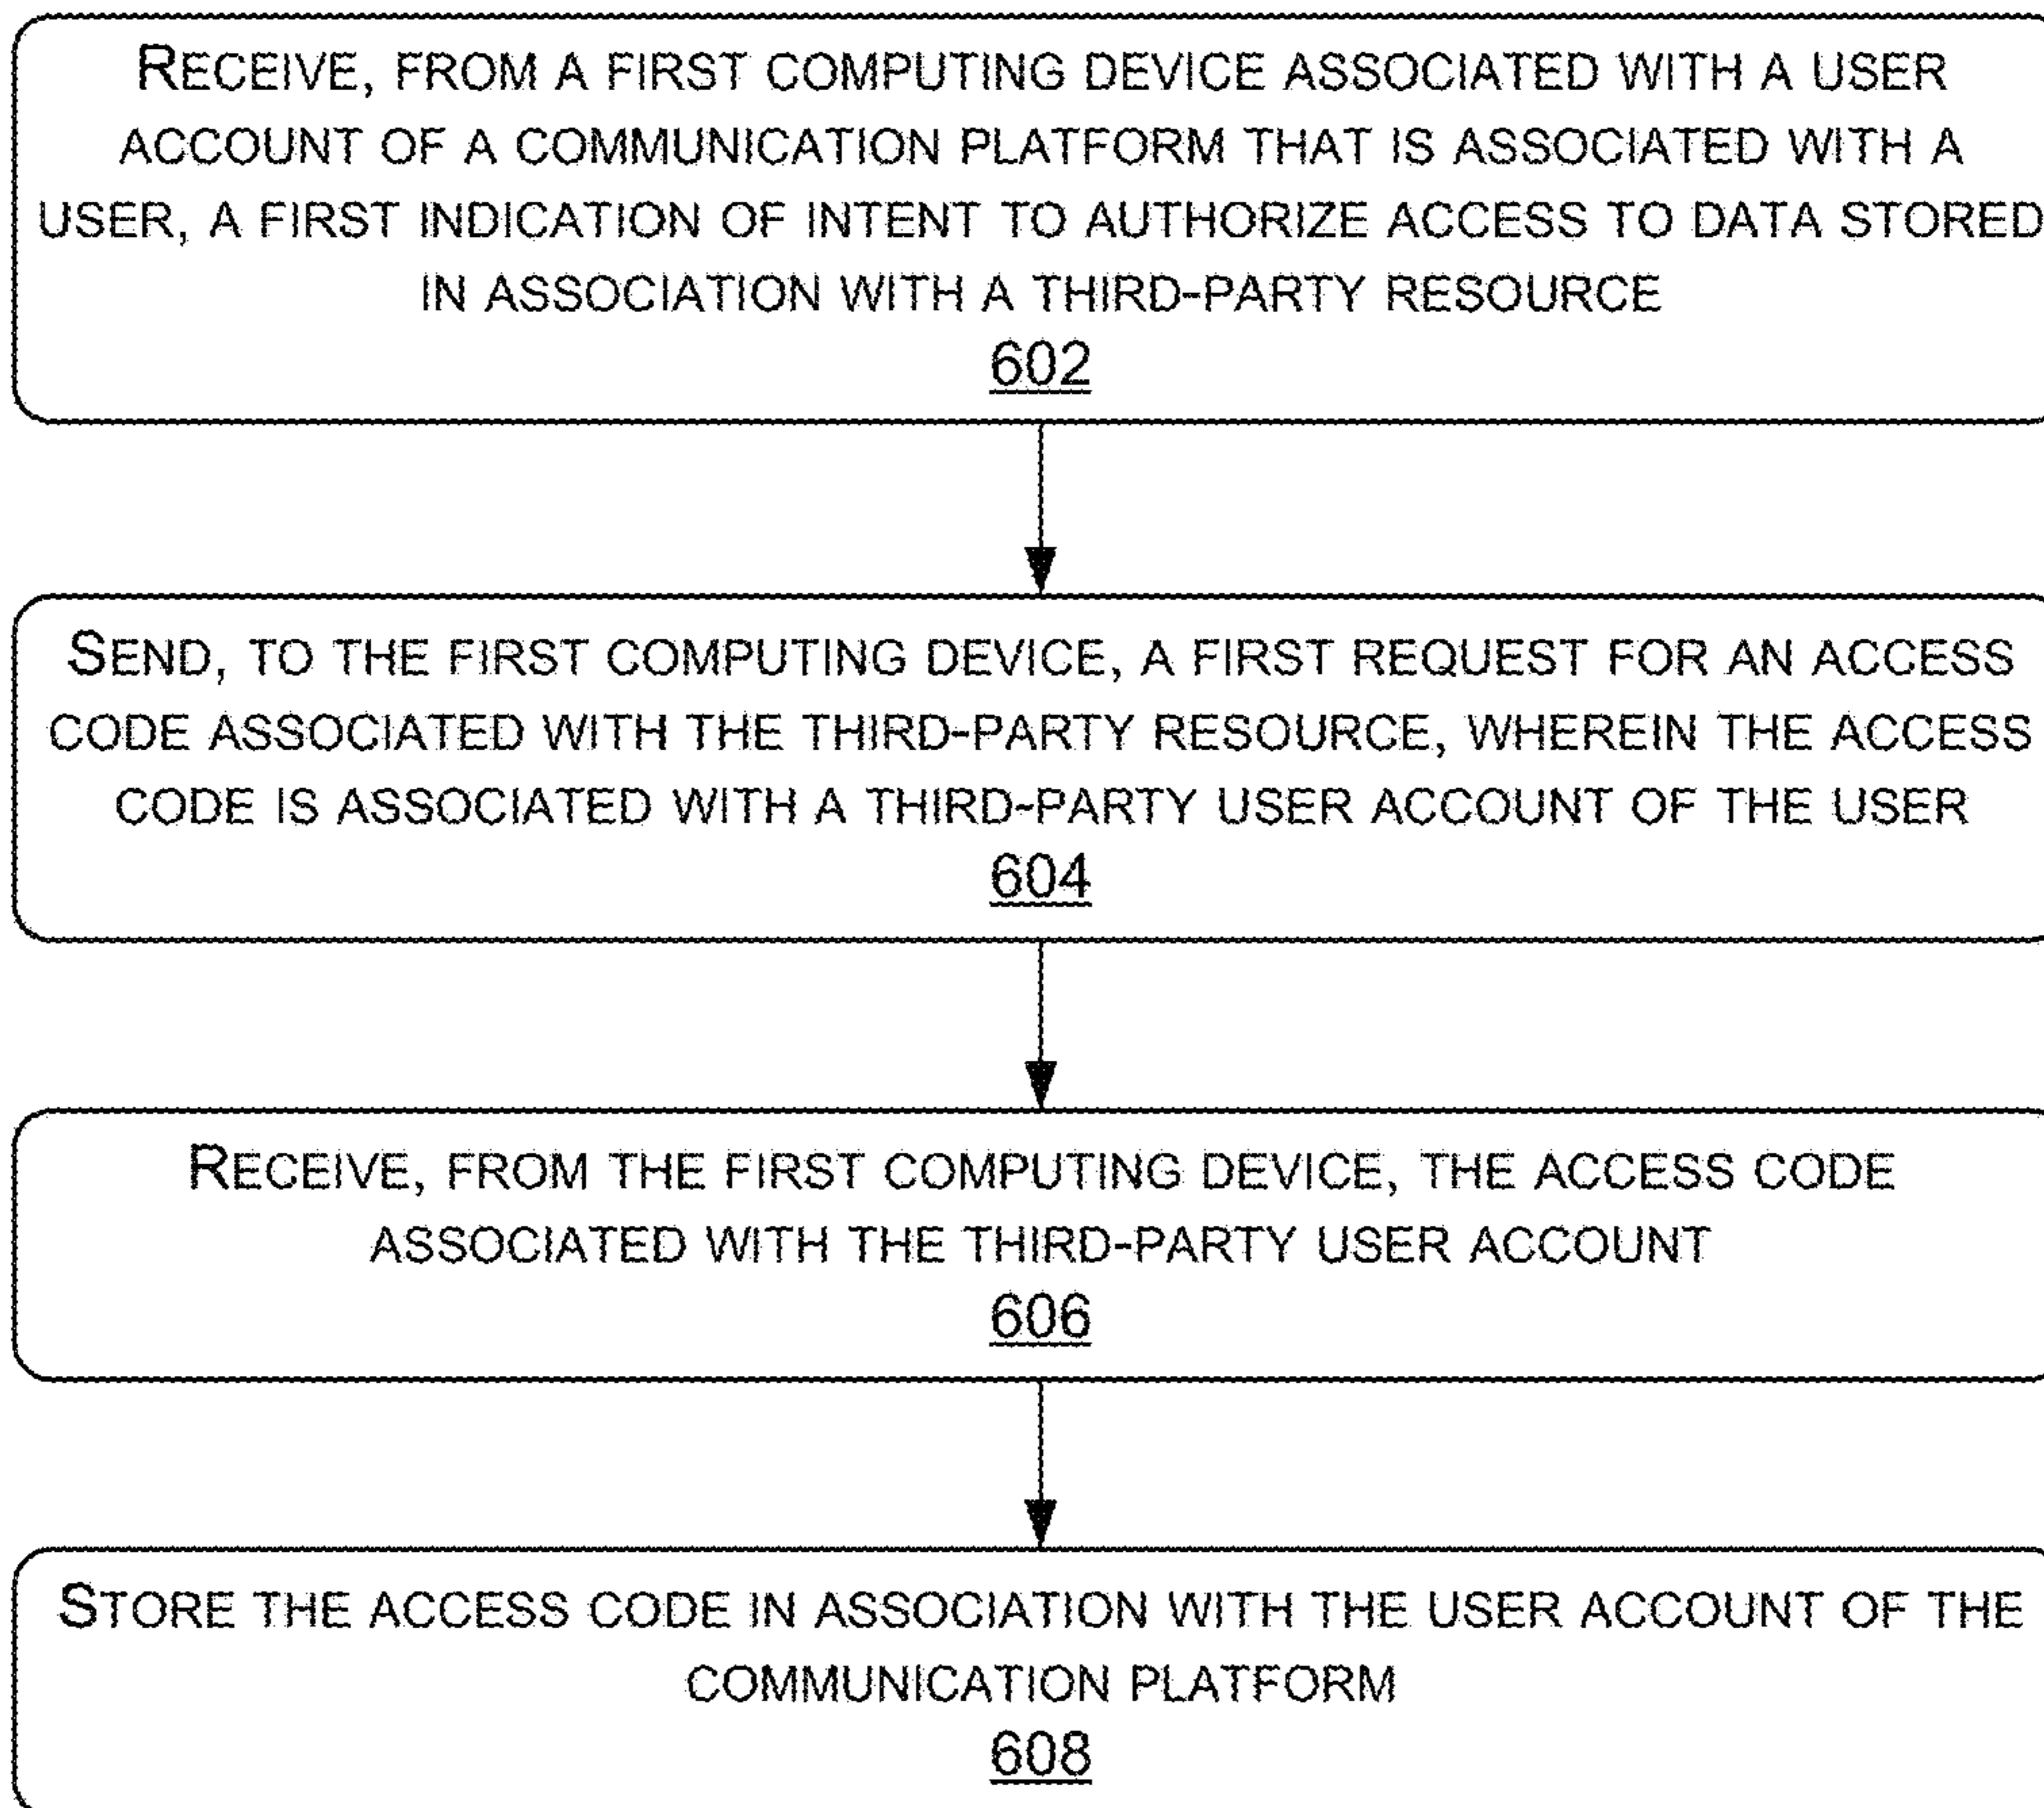 RECEIVE, FROM A FIRST COMPUTING DEVICE ASSOCIATED WITH A USER
ACCOUNT OF A COMMUNICATION PLATFORM THAT IS ASSOCIATED WITH A
USER, A FIRST INDICATION OF INTENT TO AUTHORIZE ACCESS TO DATA STORED
IN ASSOCIATION WITH A THIRD-PARTY RESOURCE
602
SEND, TO THE FIRST COMPUTING DEVICE, A FIRST REQUEST FOR AN ACCESS
CODE ASSOCIATED WITH THE THIRD-PARTY RESOURCE, WHEREIN THE ACCESS
CODE IS ASSOCIATED WITH A THIRD-PARTY USER ACCOUNT OF THE USER
604
RECEIVE, FROM THE FIRST COMPUTING DEVICE, THE ACCESS CODE
ASSOCIATED WITH THE THIRD-PARTY USER ACCOUNT
606
STORE THE ACCESS CODE IN ASSOCIATION WITH THE USER ACCOUNT OF THE
COMMUNICATION PLATFORM
608